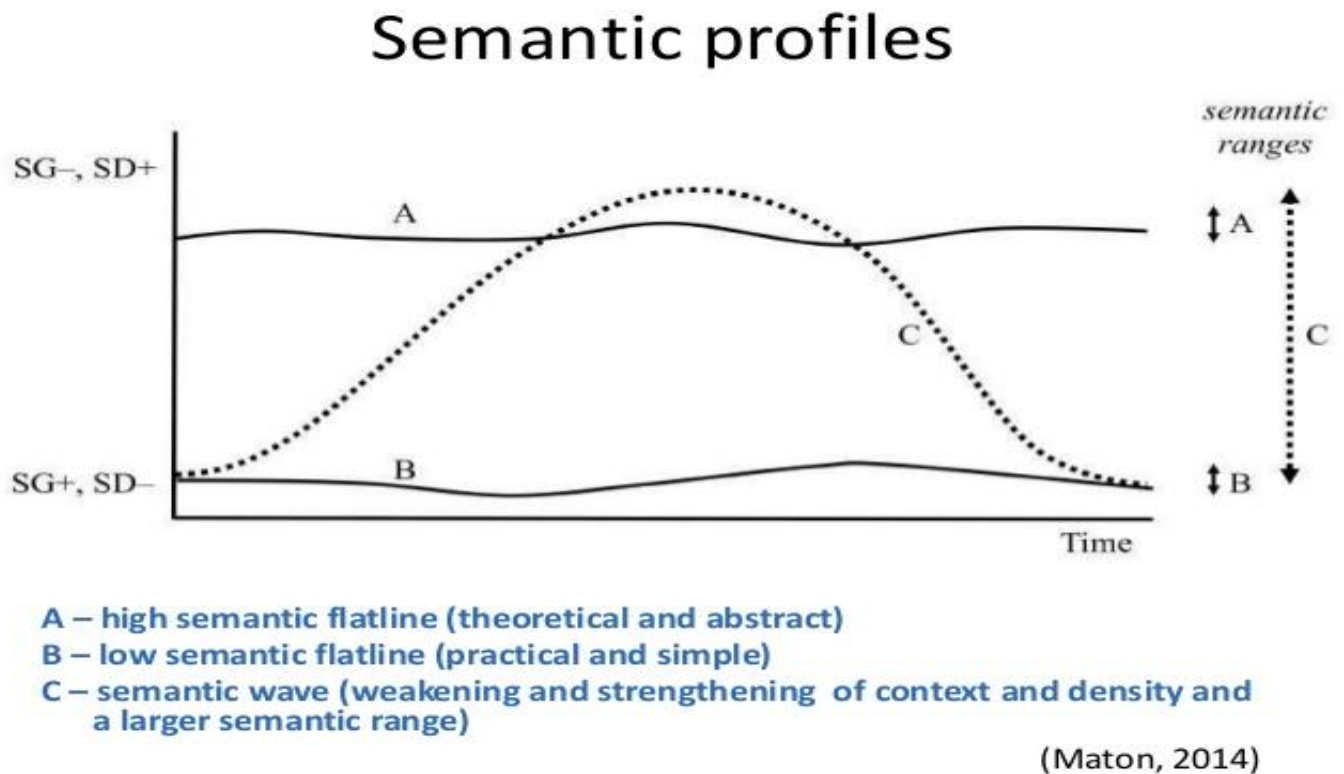 Semantic profiles
semantic
ranges
SG–, SD+
A
A
C
C
B
SG+, SD–
B
Time
A – high semantic flatline (theoretical and abstract)
B – low semantic flatline (practical and simple)
C – semantic wave (weakening and strengthening of context and density and
a larger semantic range)
(Maton, 2014)